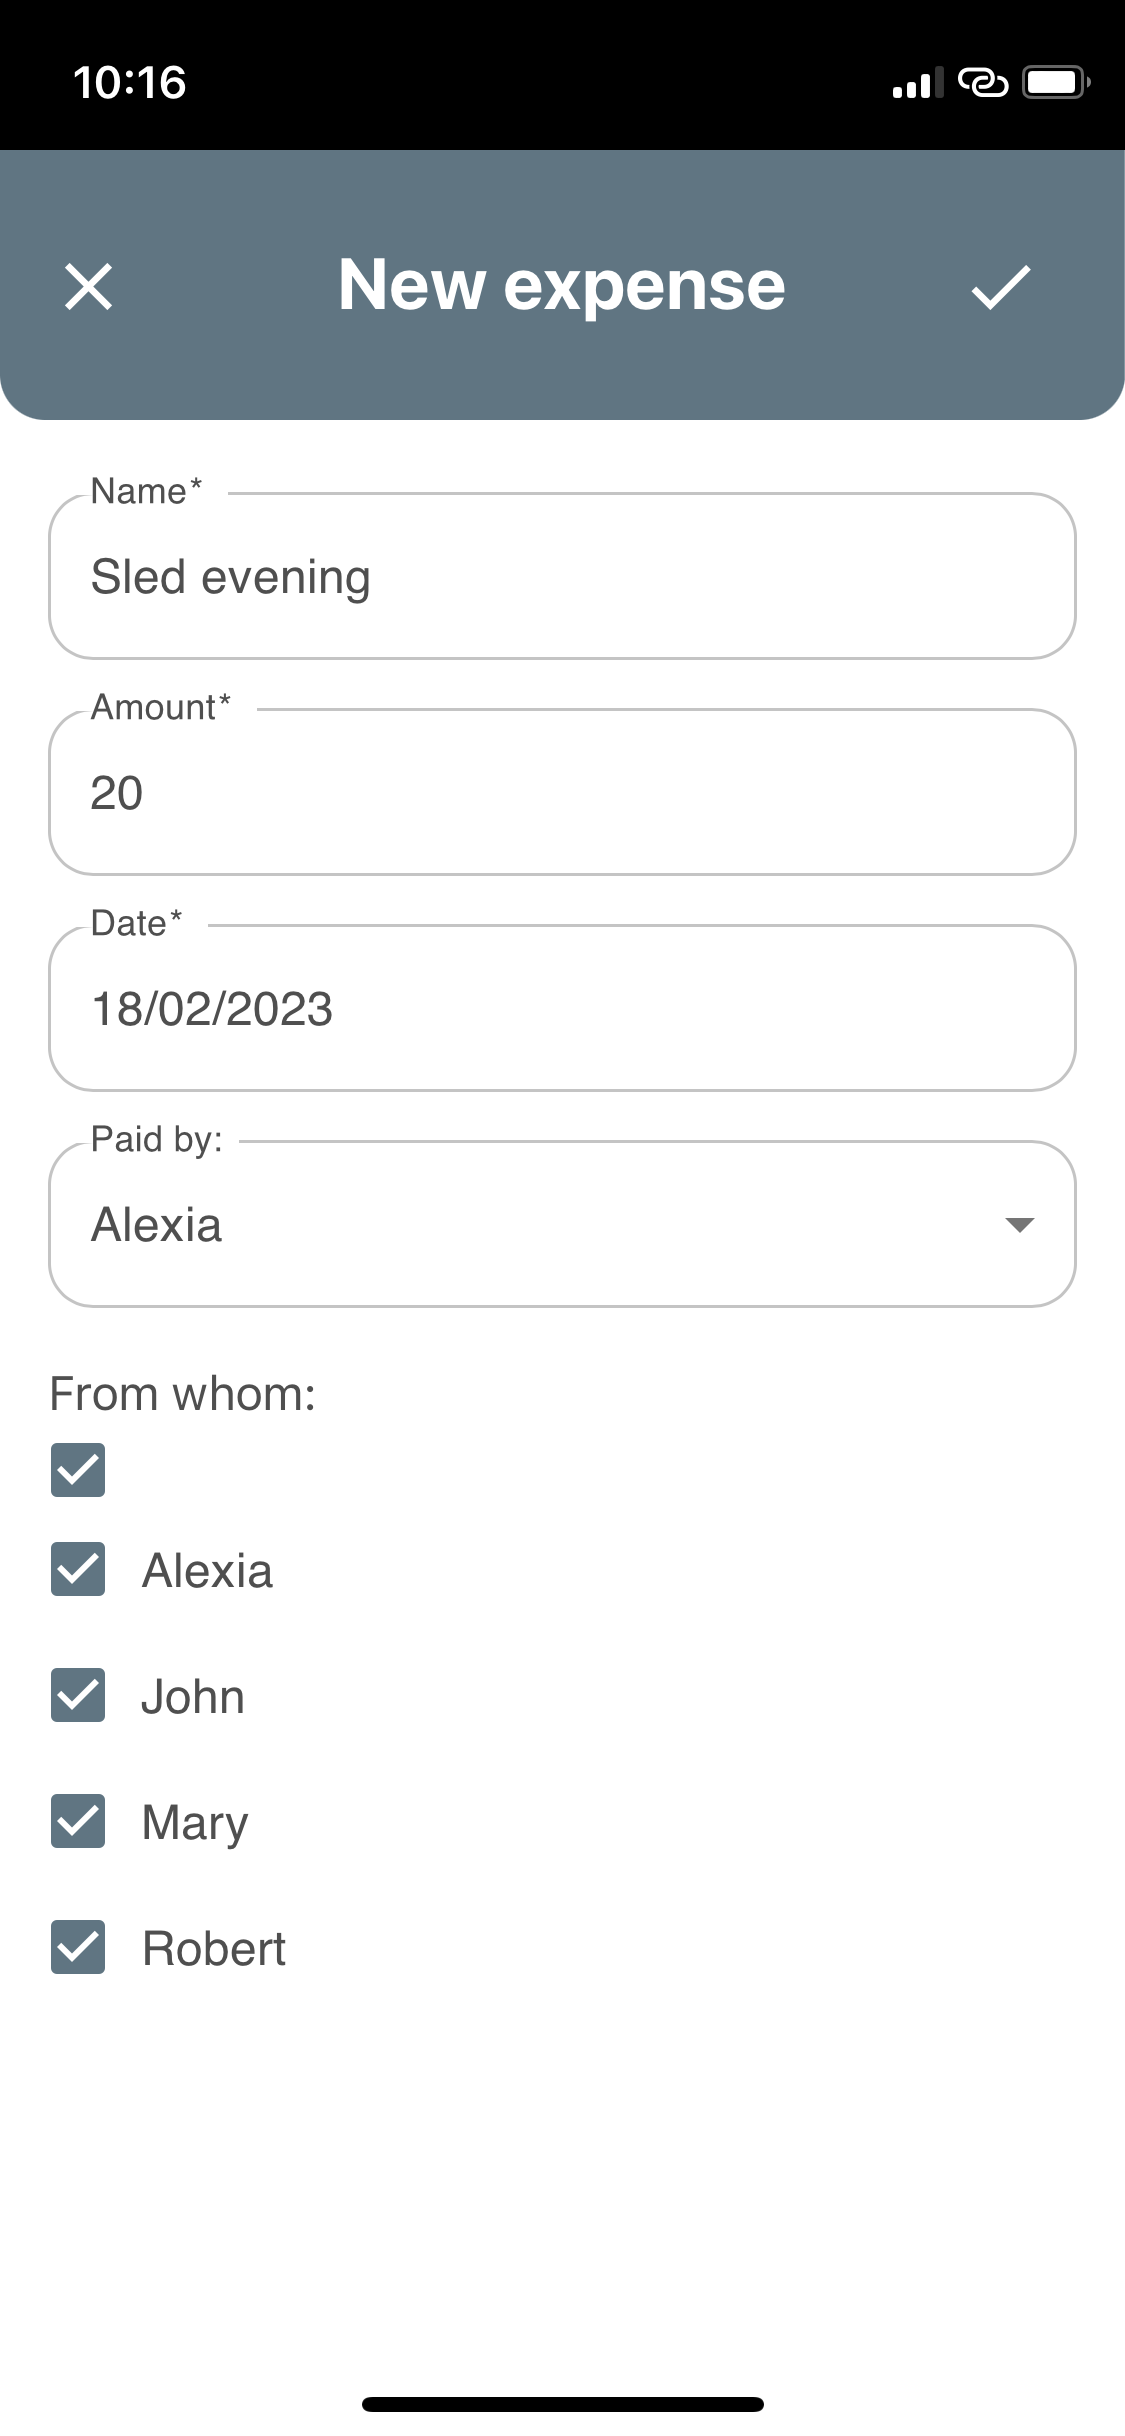 10:16
New expense
Name*
Sled evening
Amount*
20
Date*
18/02/2023
Paid by:
Alexia
From whom:
Alexia
John
Mary
Robert